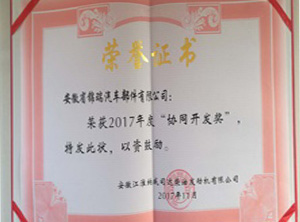 荣誉证书
安徽省锦瑞汽车部件有限公司：
荣获2017年度“协同开发奖”，
特发此状，以资鼓励。
安徽江淮纳威司达柴油发动机有限公司
2017年11月